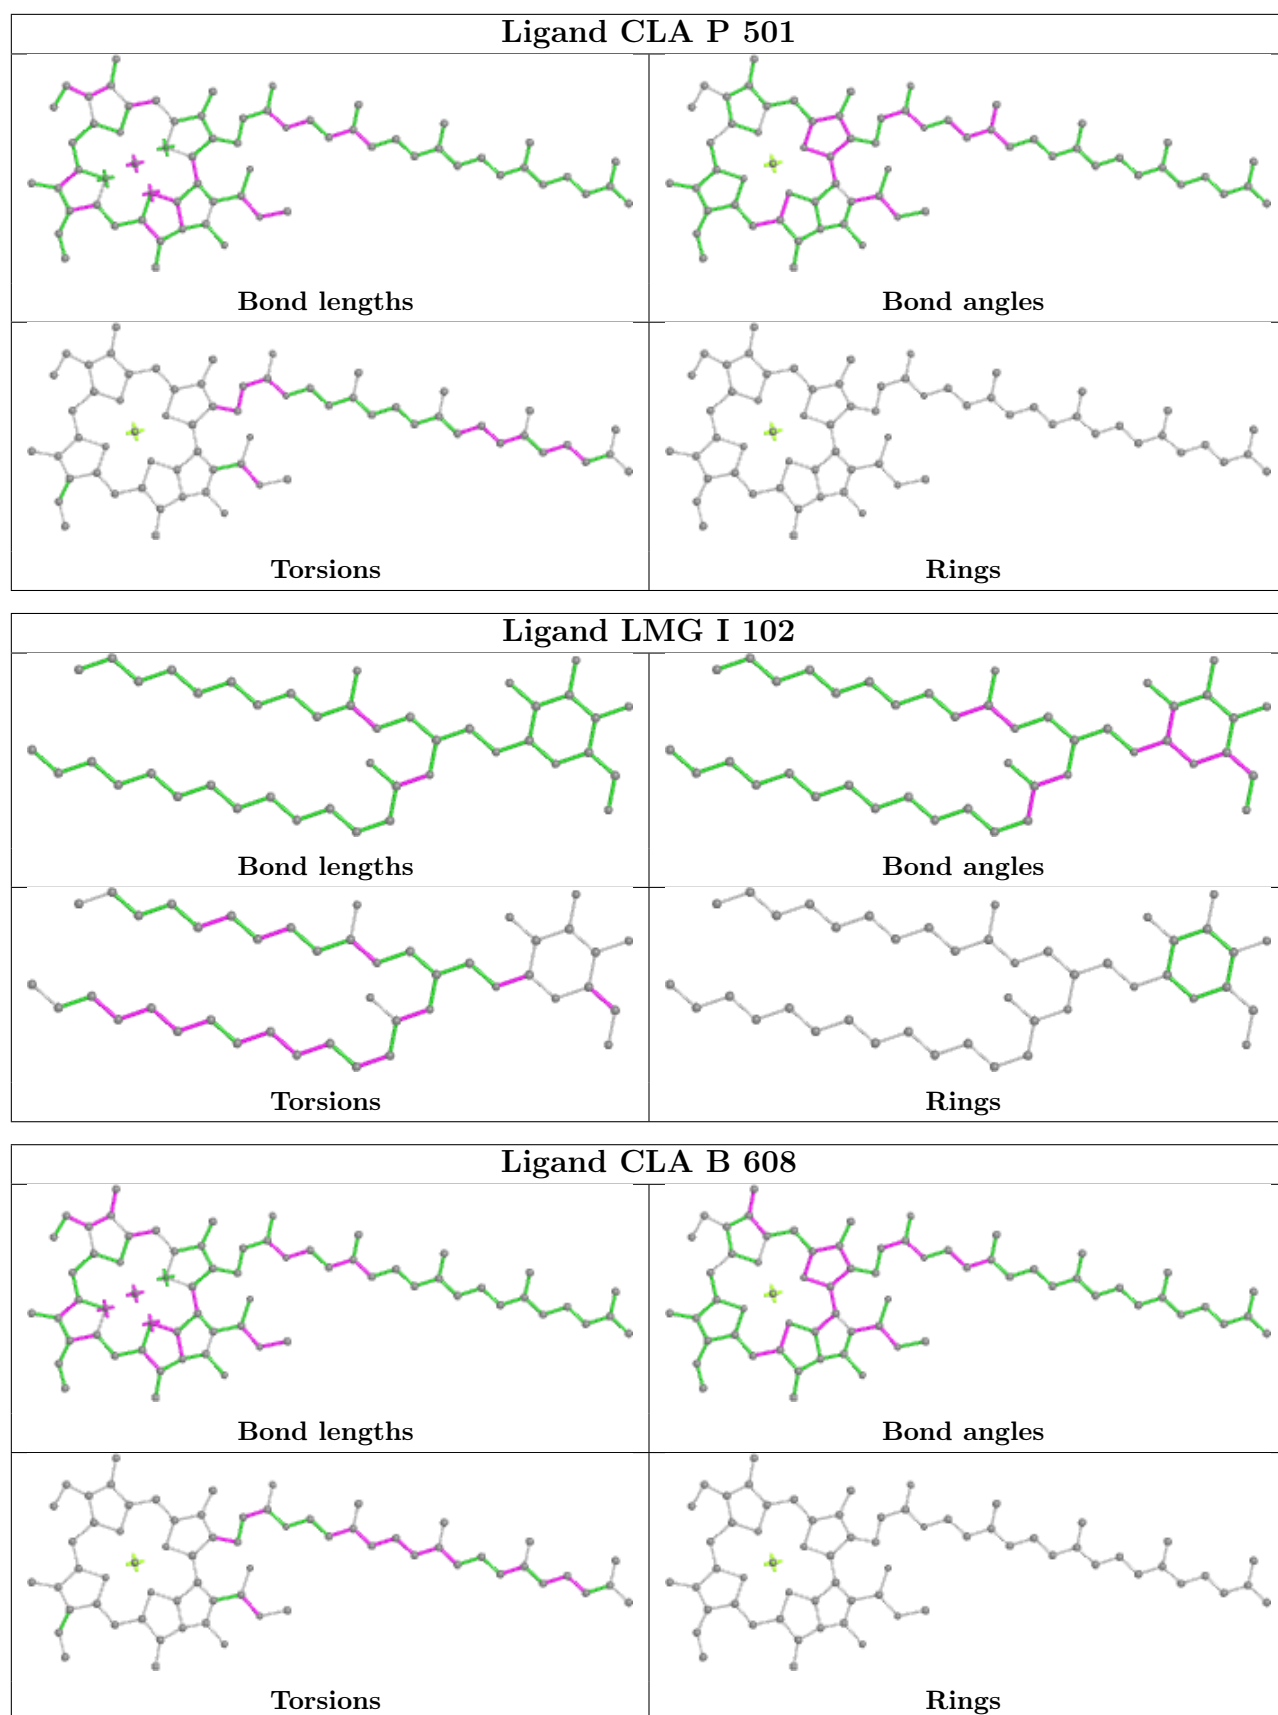 Ligand CLA P 501
Bond lengths
Bond angles
Torsions
Rings
Ligand LMG I 102
Bond lengths
Bond angles
Torsions
Rings
Ligand CLA B 608
Bond lengths
Bond angles
Torsions
Rings